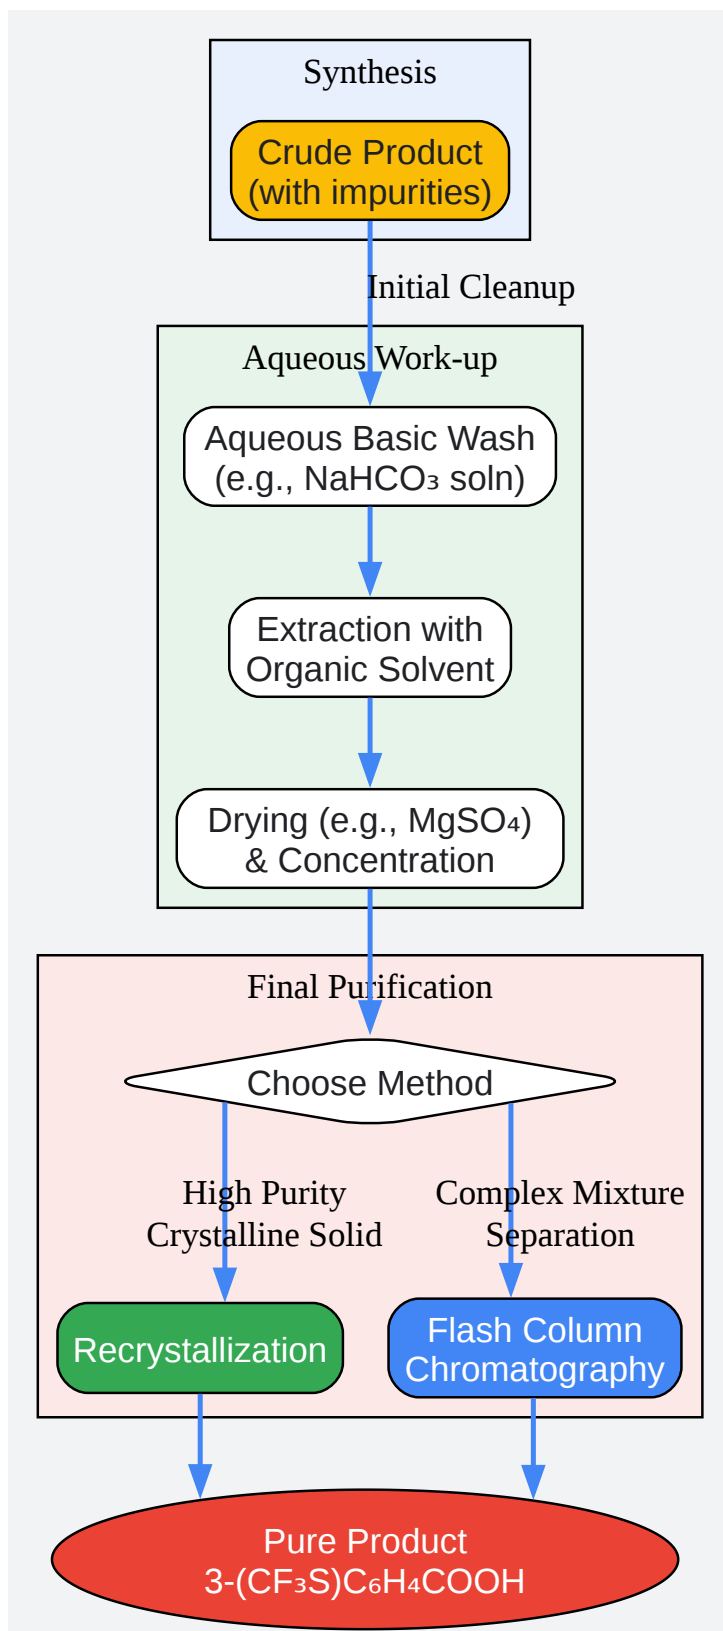 Synthesis
Crude Product
(with impurities)
Initial Cleanup
Aqueous Work-up
Aqueous Basic Wash
(e.g., NaHCO₃ soln)
Extraction with
Organic Solvent
Drying (e.g., MgSO₄)
& Concentration
Final Purification
Choose Method
High Purity
Crystalline Solid
Complex Mixture
Separation
Recrystallization
Flash Column
Chromatography
Pure Product
3-(CF₃S)C₆H₄COOH